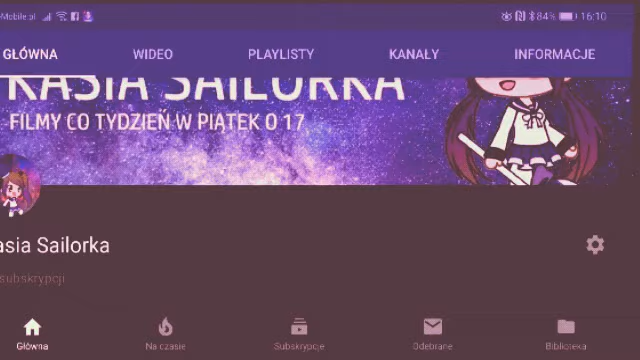 -Mobile.pl 84% 16:10
GŁÓWNA WIDEO PLAYLISTY KANAŁY INFORMACJE
KASIA SAILORKA
FILMY CO TYDZIEŃ W PIĄTEK O 17
asia Sailorka
subskrypcji
Główna Na czasie Subskrypcje Odebrane Biblioteka